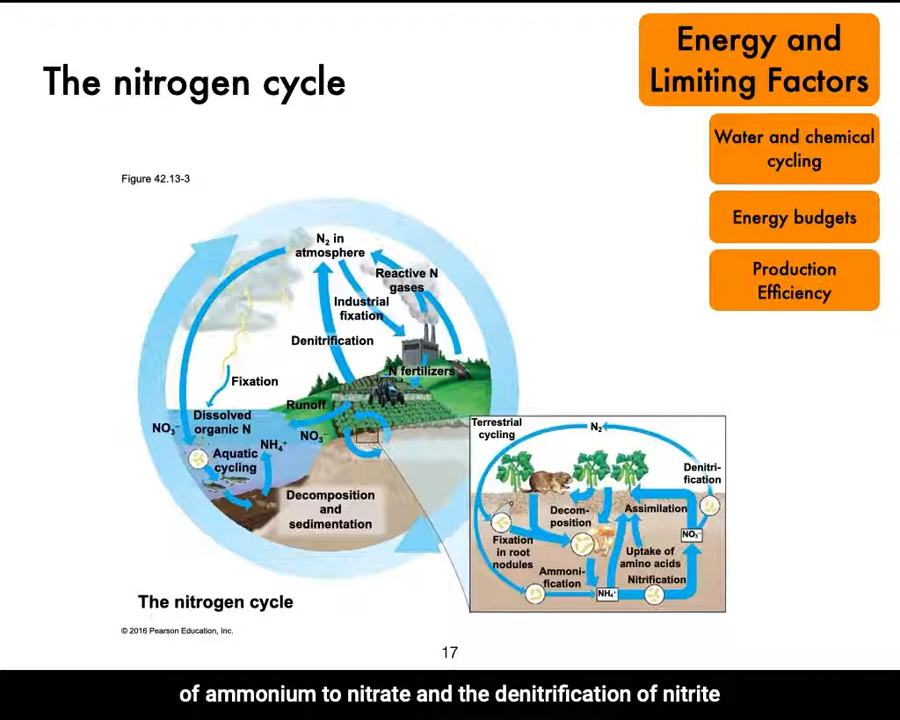 The nitrogen cycle
Energy and
Limiting Factors
Water and chemical
cycling
Energy budgets
Production
Efficiency
Figure 42.13-3
N₂ in
atmosphere
Reactive N
gases
Industrial
fixation
Denitrification
N fertilizers
Fixation
Runoff
Dissolved
organic N
NO₃⁻
NH₄⁺
NO₃⁻
Aquatic
cycling
Decomposition
and
sedimentation
Terrestrial
cycling
N₂
Denitri-
fication
Decom-
position
Assimilation
NO₃⁻
Fixation
in root
nodules
Uptake of
amino acids
Ammoni-
fication
Nitrification
NH₄⁺
The nitrogen cycle
© 2016 Pearson Education, Inc.
17
of ammonium to nitrate and the denitrification of nitrite